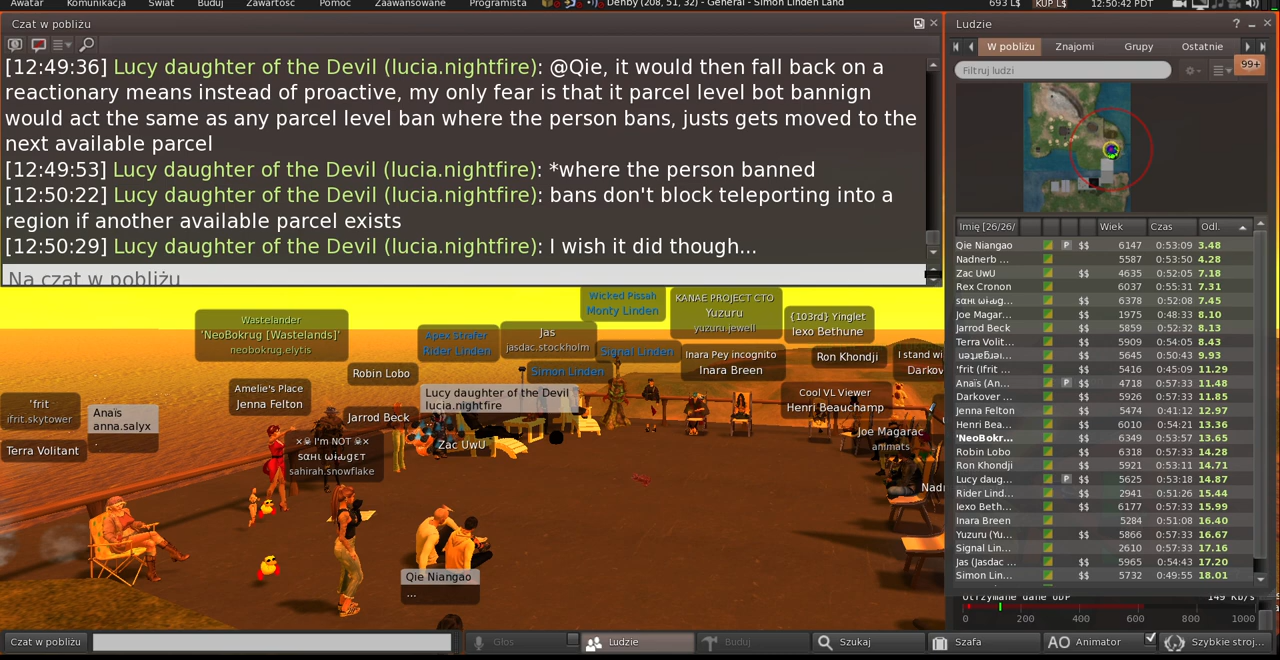 Awatar Komunikacja Świat Buduj Zawartość Pomoc Zaawansowane Programista Denby (208, 51, 32) - General - Simon Linden Land 693 L$ KUP L$ 12:50:42 PDT
Czat w pobliżu
[12:49:36] Lucy daughter of the Devil (lucia.nightfire): @Qie, it would then fall back on a
reactionary means instead of proactive, my only fear is that it parcel level bot bannign
would act the same as any parcel level ban where the person bans, justs gets moved to the
next available parcel
[12:49:53] Lucy daughter of the Devil (lucia.nightfire): *where the person banned
[12:50:22] Lucy daughter of the Devil (lucia.nightfire): bans don't block teleporting into a
region if another available parcel exists
[12:50:29] Lucy daughter of the Devil (lucia.nightfire): I wish it did though...
Na czat w pobliżu
Wicked Pissah
Monty Linden
KANAE PROJECT CTO
Yuzuru
yuzuru.jewell
{103rd} Yinglet
Iexo Bethune
Wastelander
'NeoBokrug [Wastelands]'
neobokrug.elytis
Apex Strafer
Rider Linden
Jas
jasdac.stockholm
Signal Linden
Inara Pey incognito
Inara Breen
Ron Khondji
I stand wi
Darkov
Robin Lobo
Simon Linden
Amelie's Place
Jenna Felton
Lucy daughter of the Devil
lucia.nightfire
..
Cool VL Viewer
Henri Beauchamp
'frit
ifrit.skytower
Anaïs
anna.salyx
.
Jarrod Beck
Zac UwU
Joe Magarac
animats
Terra Volitant
×☠ I'm NOT ☠×
sahirah.snowflake
Nadn
Qie Niangao
...
Ludzie
? _ ×
W pobliżu Znajomi Grupy Ostatnie
Filtruj ludzi
99+
Imię [26/26/ Wiek Czas Odl.
Qie Niangao P $$ 6147 0:53:09 3.48
Nadnerb ... 5587 0:53:50 4.28
Zac UwU $$ 4635 0:52:05 7.18
Rex Cronon 6037 0:55:31 7.31
$$ 6378 0:52:08 7.45
Joe Magar... 1975 0:48:33 8.10
Jarrod Beck $$ 5859 0:52:32 8.13
Terra Volit... $$ 5909 0:54:05 8.43
$$ 5645 0:50:43 9.93
'frit (Ifrit ... $$ 5416 0:45:09 11.29
Anaïs (An... P $$ 4718 0:57:33 11.48
Darkover ... $$ 5926 0:57:33 11.85
Jenna Felton $$ 5474 0:41:12 12.97
Henri Bea... $$ 6010 0:54:21 13.36
'NeoBokr... $$ 6349 0:53:57 13.65
Robin Lobo $$ 6318 0:57:33 14.28
Ron Khondji $$ 5921 0:53:11 14.71
Lucy daug... P $$ 5625 0:53:18 14.87
Rider Lind... $$ 2941 0:51:26 15.44
Iexo Beth... $$ 6177 0:57:33 15.99
Inara Breen 5284 0:51:08 16.40
Yuzuru (Yu... $$ 5866 0:57:33 16.67
Signal Lin... 2610 0:57:33 17.16
Jas (Jasdac ... $$ 5965 0:54:43 17.20
Simon Lin... $$ 5732 0:49:55 18.01
Otrzymane dane UDP 149 Kb/s
0 200 400 600 800 1000
Czat w pobliżu Głos Ludzie Buduj Szukaj Szafa AO Animator Szybkie stroj...